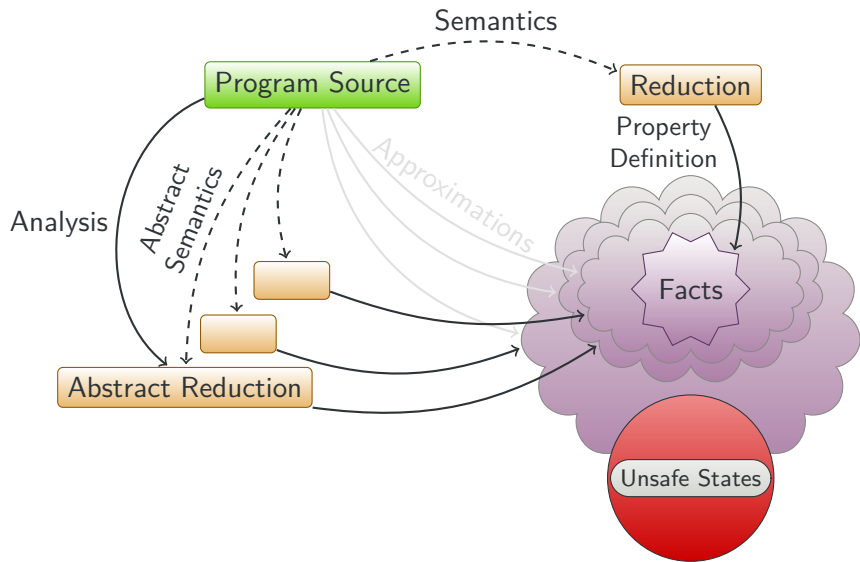 Semantics
Program Source
Reduction
Property
Definition
Approximations
Abstract
Semantics
Analysis
Facts
Abstract Reduction
Unsafe States